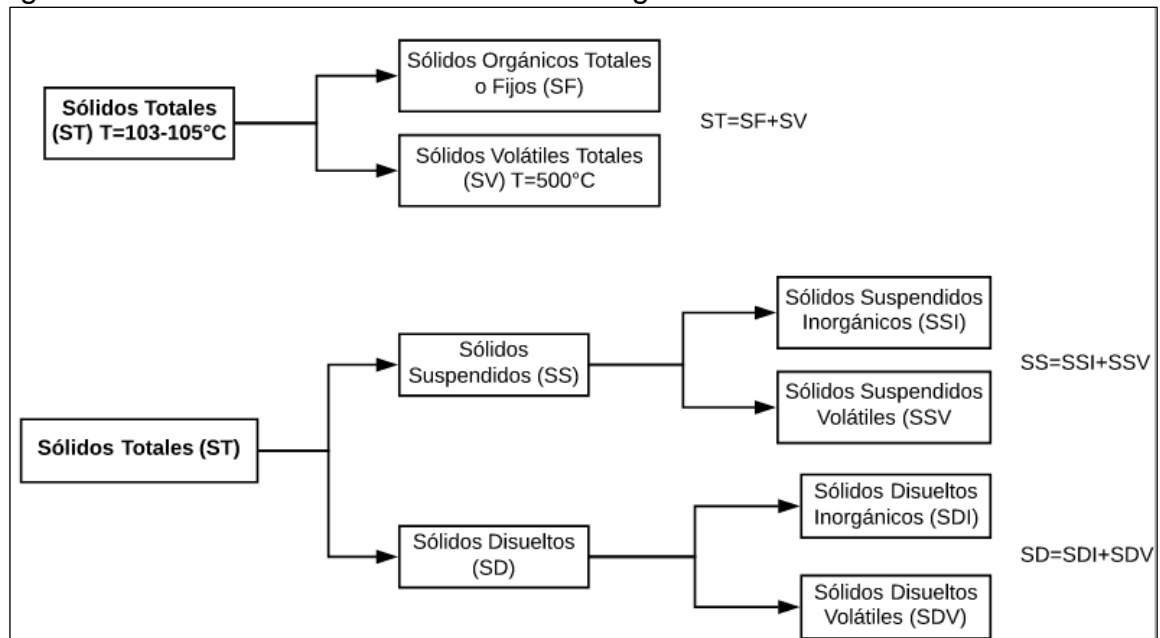 Sólidos Orgánicos Totales
o Fijos (SF)
Sólidos Totales
(ST) T=103-105°C
ST=SF+SV
Sólidos Volátiles Totales
(SV) T=500°C
Sólidos Suspendidos
Inorgánicos (SSI)
Sólidos
Suspendidos (SS)
SS=SSI+SSV
Sólidos Suspendidos
Volátiles (SSV
Sólidos Totales (ST)
Sólidos Disueltos
Inorgánicos (SDI)
Sólidos Disueltos
(SD)
SD=SDI+SDV
Sólidos Disueltos
Volátiles (SDV)